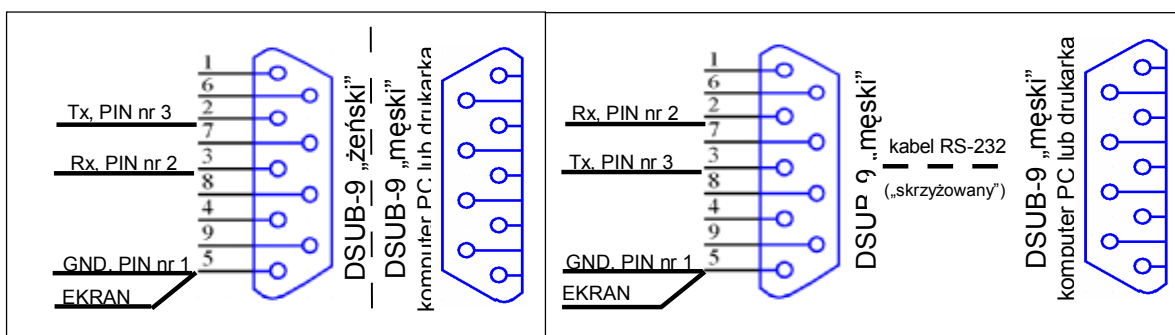 1
6
Tx, PIN nr 3
2
7
Rx, PIN nr 2
3
8
4
9
GND, PIN nr 1
5
EKRAN
DSUB-9 „żeński”
DSUB-9 „męski”
komputer PC lub drukarka
1
6
Rx, PIN nr 2
2
7
Tx, PIN nr 3
3
8
4
9
GND, PIN nr 1
5
EKRAN
DSUB 9 „męski”
kabel RS-232
(„skrzyżowany”)
DSUB-9 „męski”
komputer PC lub drukarka